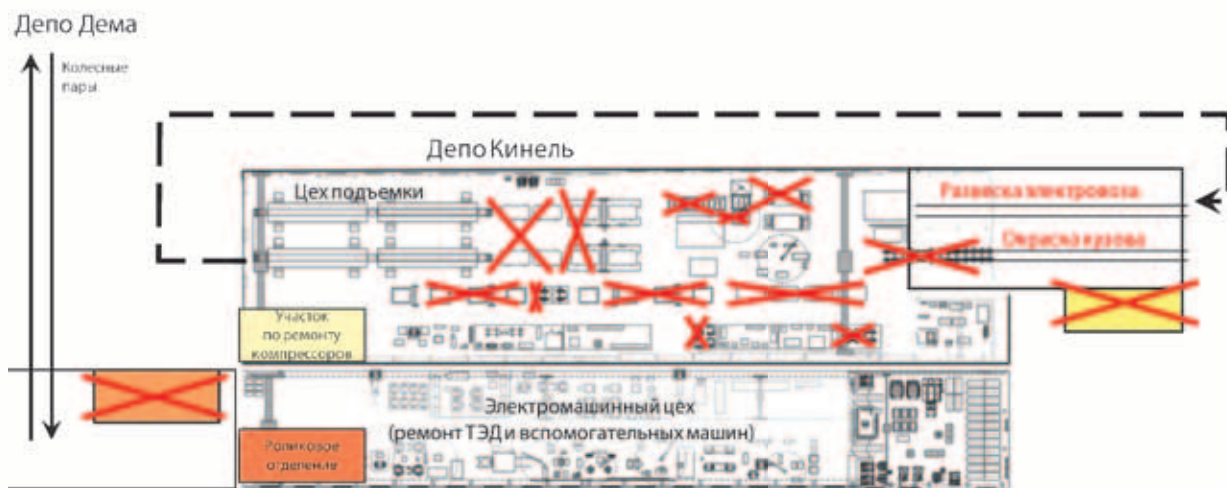 Депо Дема
Колесные
пары
Депо Кинель
Цех подъемки
Развеска электровоза
Окраска кузова
Участок
по ремонту
компрессоров
Электромашинный цех
(ремонт ТЭД и вспомогательных машин)
Роликовое
отделение